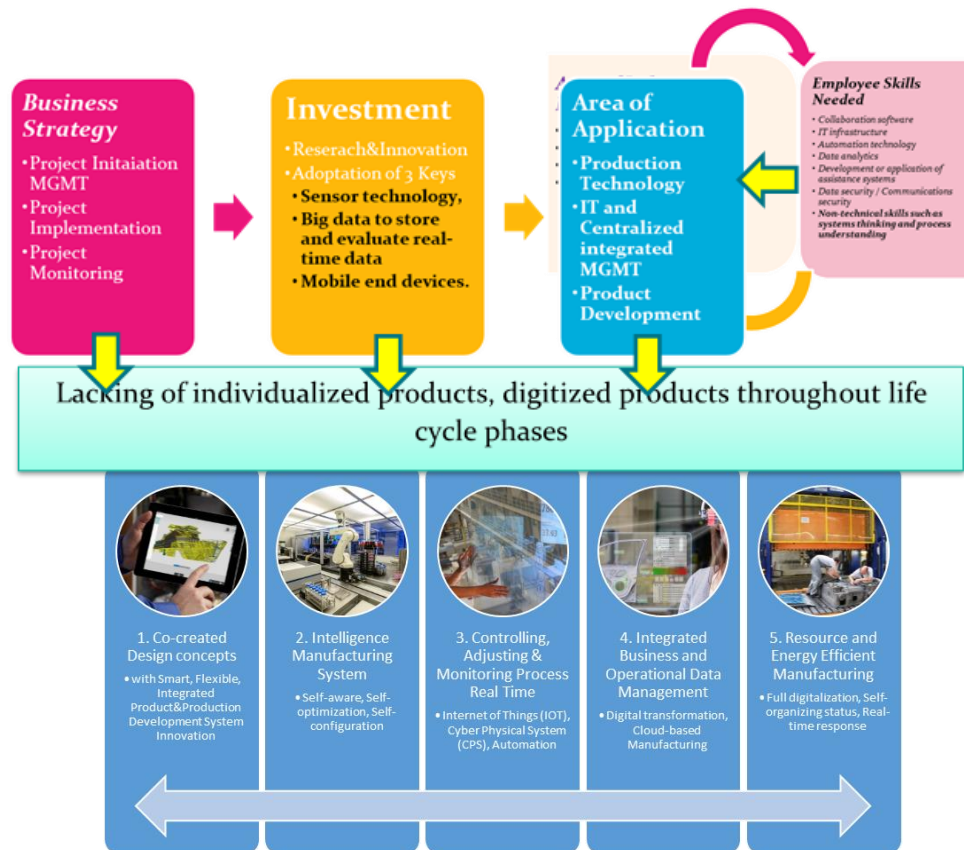 Business
Strategy
• Project Initaiation
MGMT
• Project
Implementation
• Project
Monitoring
Investment
• Reserach&Innovation
• Adoptation of 3 Keys
• Sensor technology,
• Big data to store
and evaluate real-
time data
• Mobile end devices.
Area of
Application
• Production
Technology
• IT and
Centralized
integrated
MGMT
• Product
Development
Employee Skills
Needed
• Collaboration software
• IT infrastructure
• Automation technology
• Data analytics
• Development or application of
assistance systems
• Data security / Communications
security
• Non-technical skills such as
systems thinking and process
understanding
Lacking of individualized products, digitized products throughout life
cycle phases
1. Co-created
Design concepts
• with Smart, Flexible,
Integrated
Product&Production
Development System
Innovation
2. Intelligence
Manufacturing
System
• Self-aware, Self-
optimization, Self-
configuration
3. Controlling,
Adjusting &
Monitoring Process
Real Time
• Internet of Things (IOT),
Cyber Physical System
(CPS), Automation
4. Integrated
Business and
Operational Data
Management
• Digital transformation,
Cloud-based
Manufacturing
5. Resource and
Energy Efficient
Manufacturing
• Full digitalization, Self-
organizing status, Real-
time response